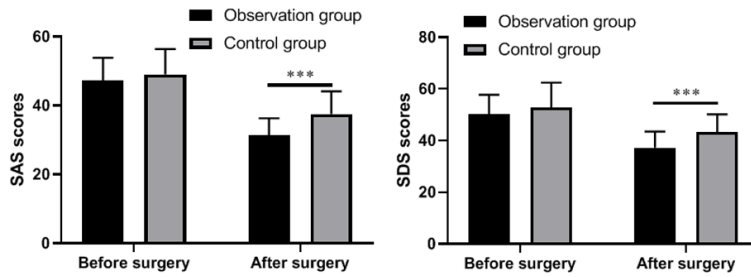 Observation group
Control group
60
40
20
0
SAS scores
***
Before surgery
After surgery
Observation group
Control group
80
60
40
20
0
SDS scores
***
Before surgery
After surgery